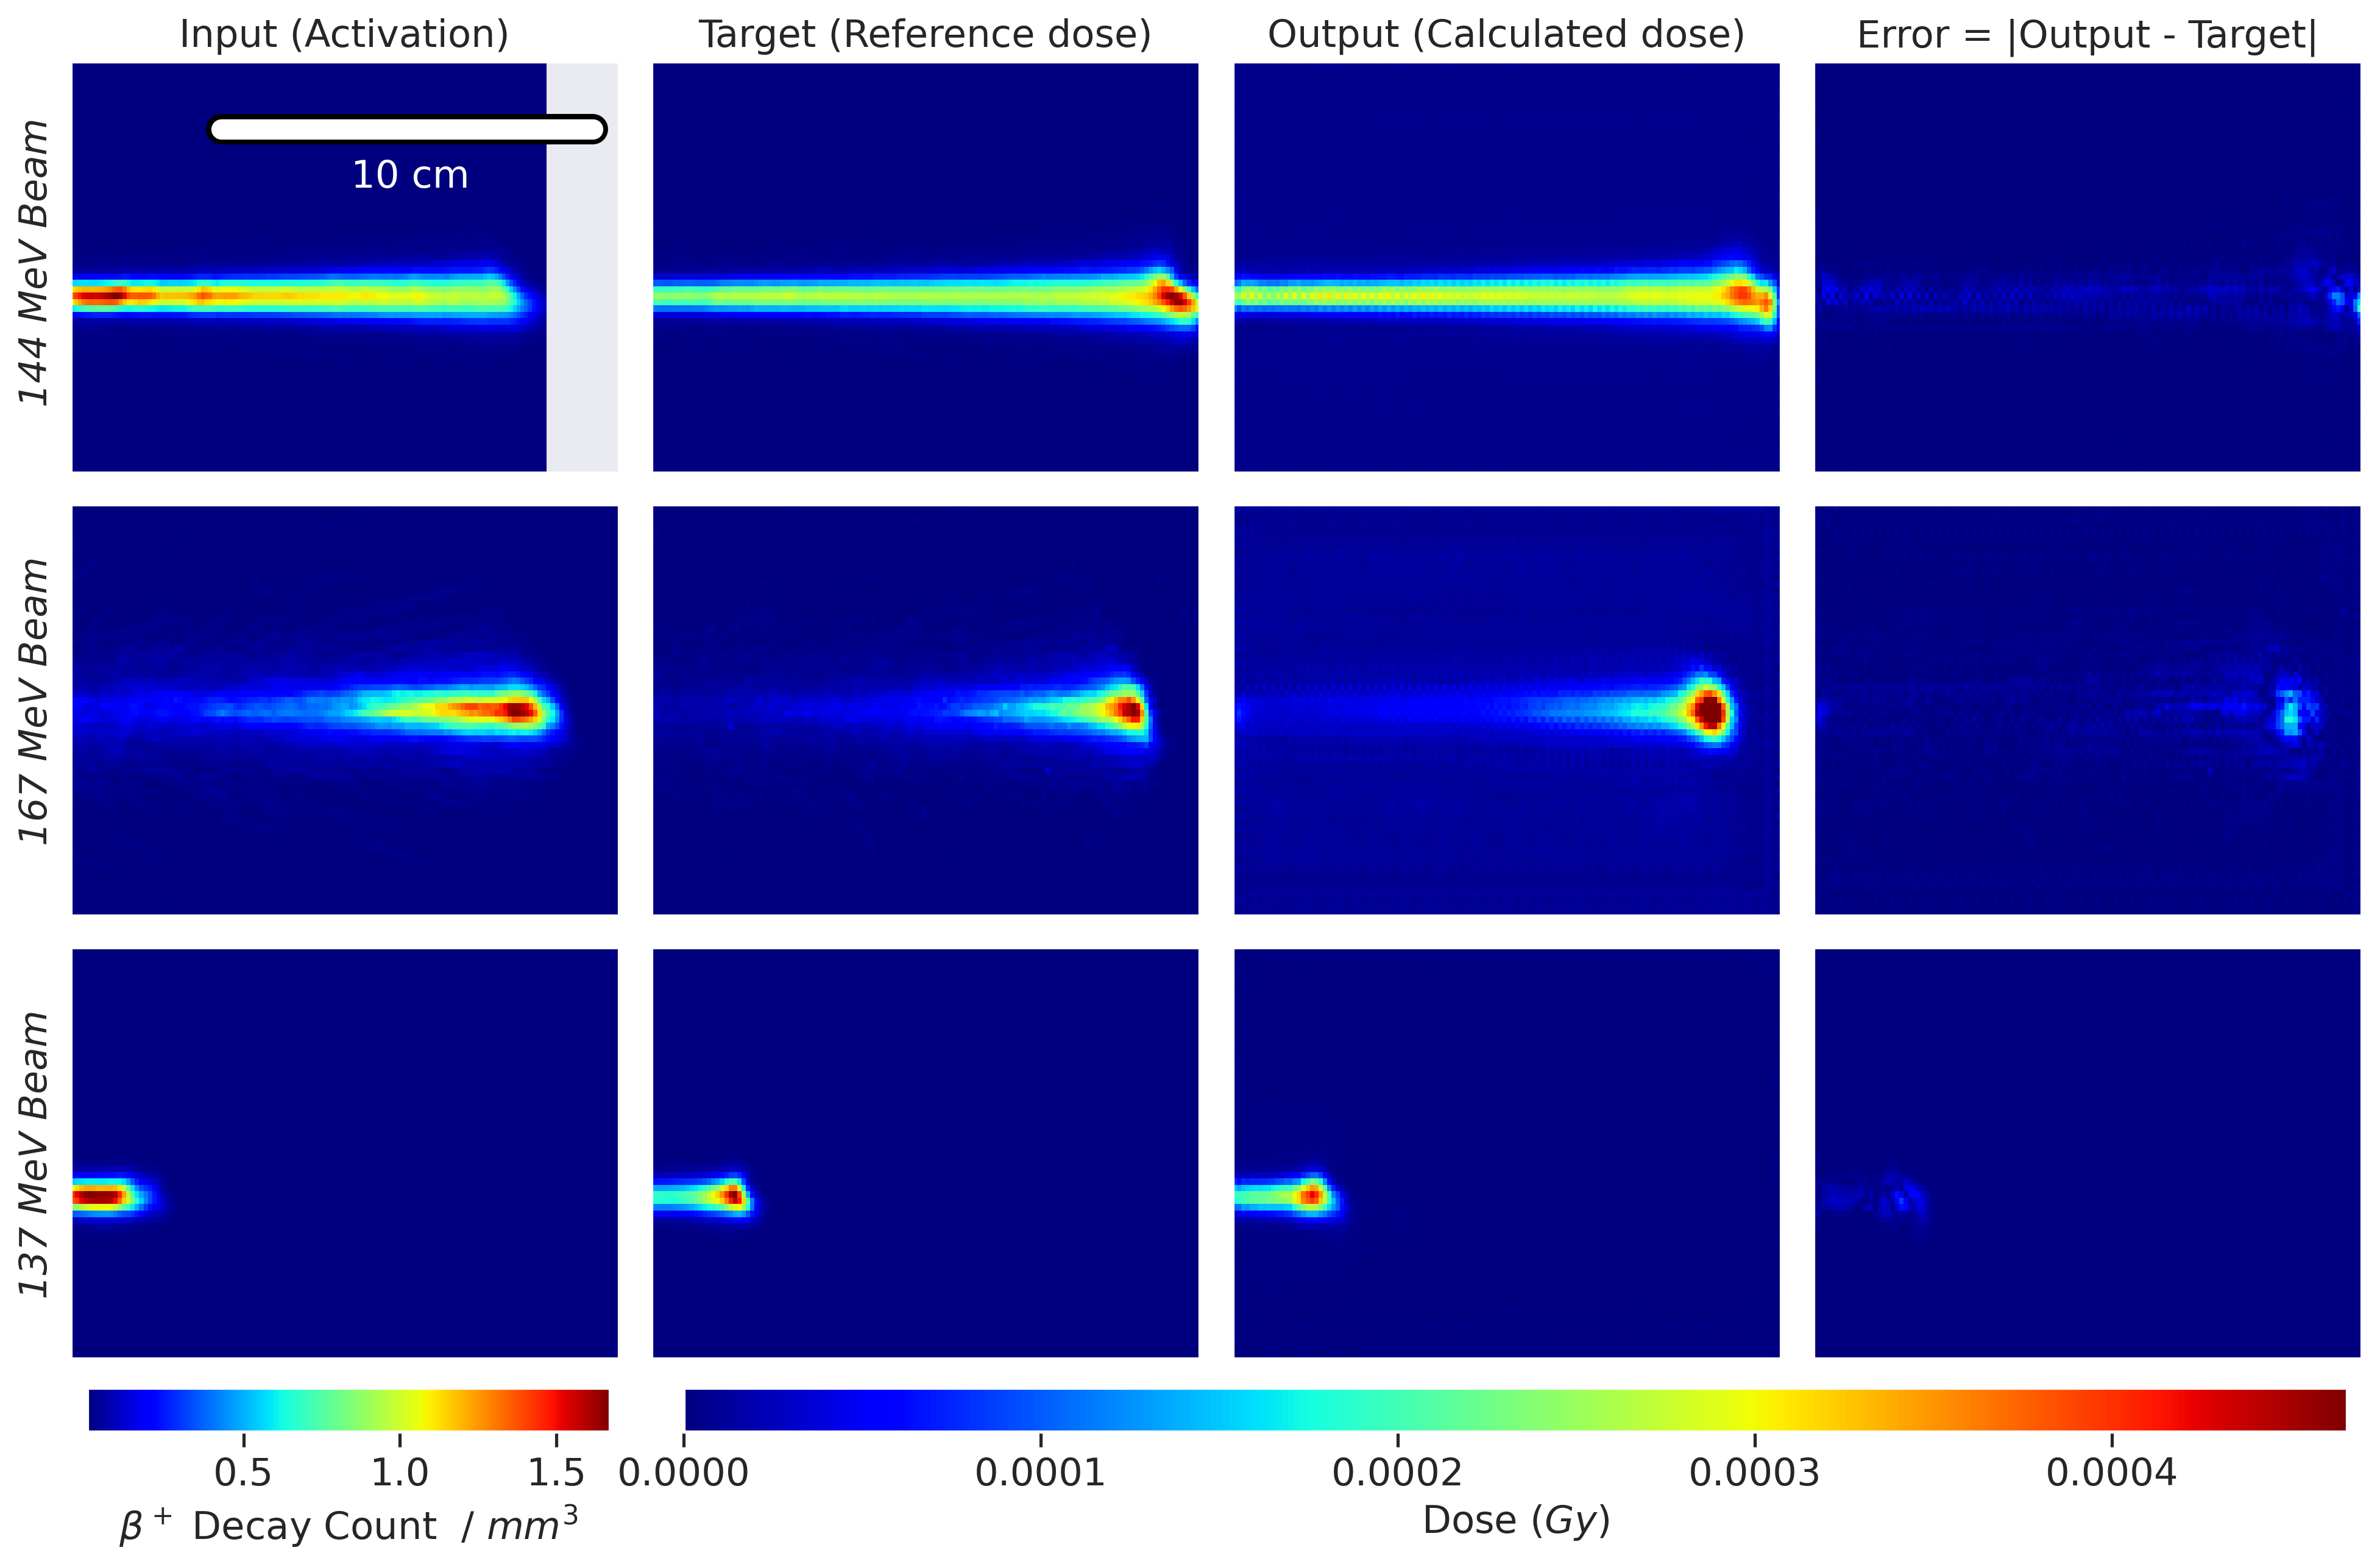 Input (Activation)
Target (Reference dose)
Output (Calculated dose)
Error = |Output - Target|
144 MeV Beam
10 cm
167 MeV Beam
137 MeV Beam
0.5 1.0 1.5
β⁺ Decay Count / mm³
0.0000 0.0001 0.0002 0.0003 0.0004
Dose (Gy)